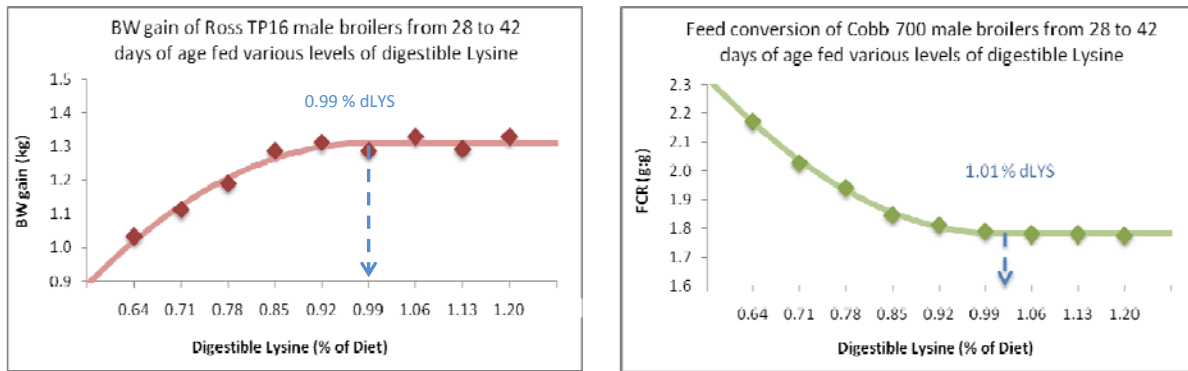 BW gain of Ross TP16 male broilers from 28 to 42
days of age fed various levels of digestible Lysine
1.5
1.4
1.3
1.2
1.1
1.0
0.9
BW gain (kg)
0.99 % dLYS
0.64 0.71 0.78 0.85 0.92 0.99 1.06 1.13 1.20
Digestible Lysine (% of Diet)
Feed conversion of Cobb 700 male broilers from 28 to 42
days of age fed various levels of digestible Lysine
2.3
2.2
2.1
2.0
1.9
1.8
1.7
1.6
FCR (g:g)
1.01 % dLYS
0.64 0.71 0.78 0.85 0.92 0.99 1.06 1.13 1.20
Digestible Lysine (% of Diet)